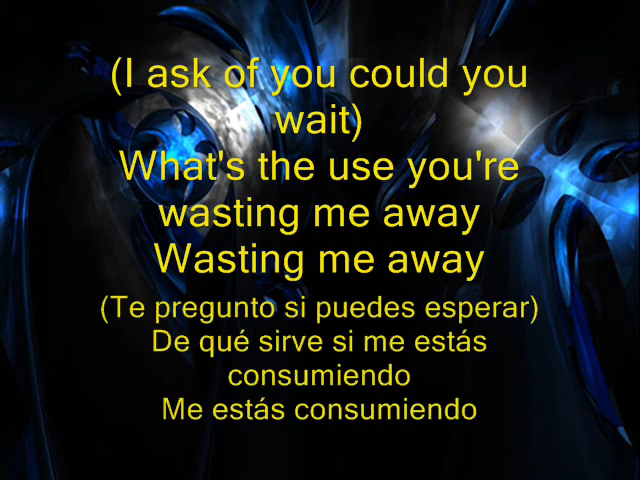 (I ask of you could you
wait)
What's the use you're
wasting me away
Wasting me away
(Te pregunto si puedes esperar)
De qué sirve si me estás
consumiendo
Me estás consumiendo